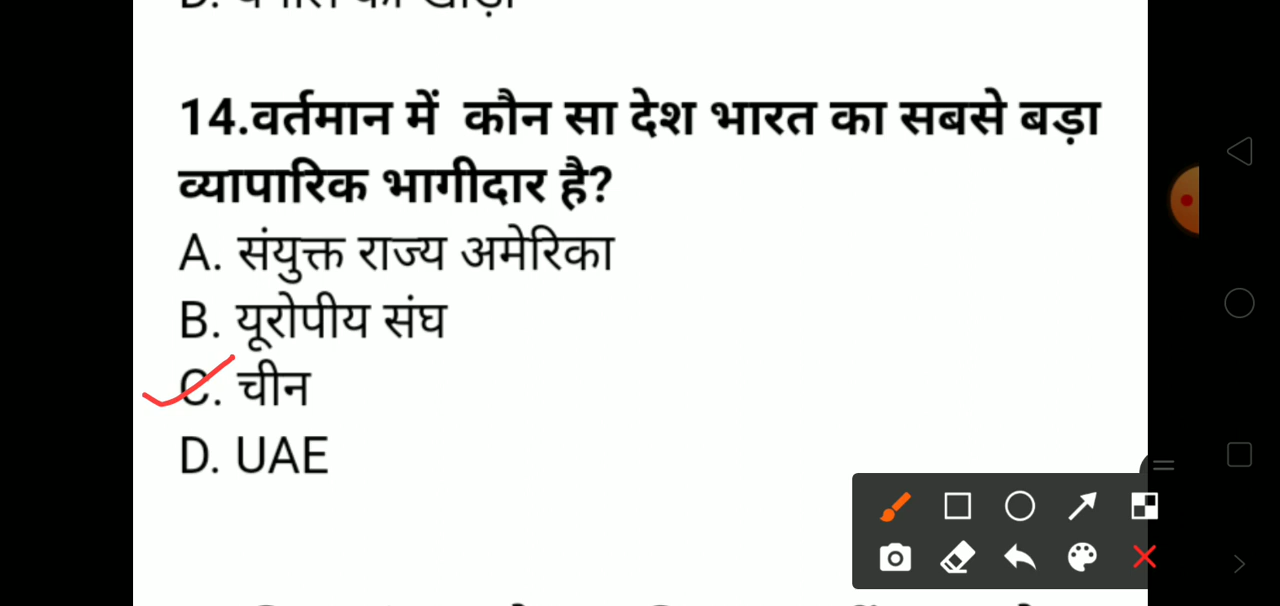 14.वर्तमान में कौन सा देश भारत का सबसे बड़ा
व्यापारिक भागीदार है?
A. संयुक्त राज्य अमेरिका
B. यूरोपीय संघ
C. चीन
D. UAE